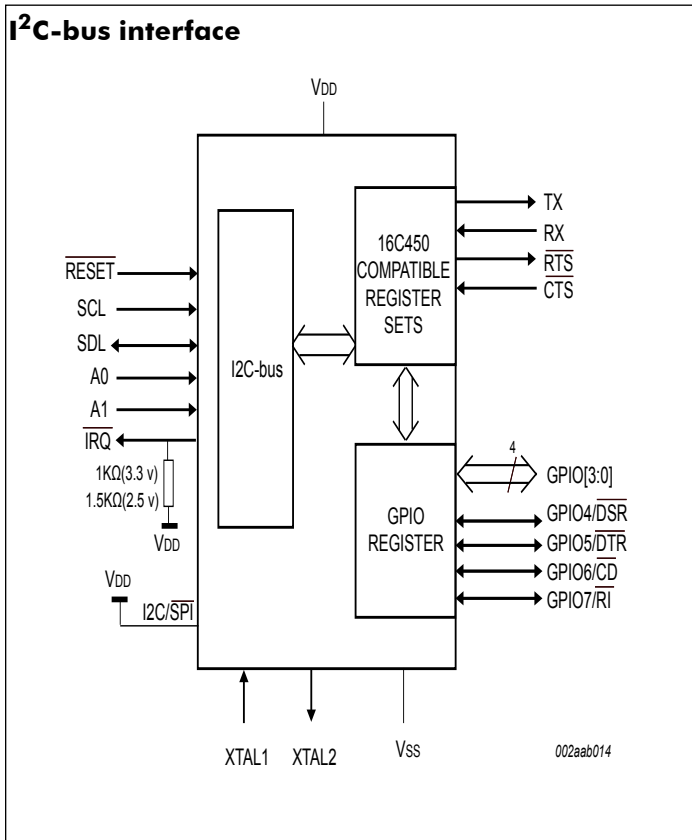 I²C-bus interface
VDD
RESET
SCL
SDL
A0
A1
IRQ
1KΩ(3.3 v)
1.5KΩ(2.5 v)
VDD
VDD
I2C/SPI
I2C-bus
16C450
COMPATIBLE
REGISTER
SETS
GPIO
REGISTER
TX
RX
RTS
CTS
4
GPIO[3:0]
GPIO4/DSR
GPIO5/DTR
GPIO6/CD
GPIO7/RI
XTAL1
XTAL2
VSS
002aab014